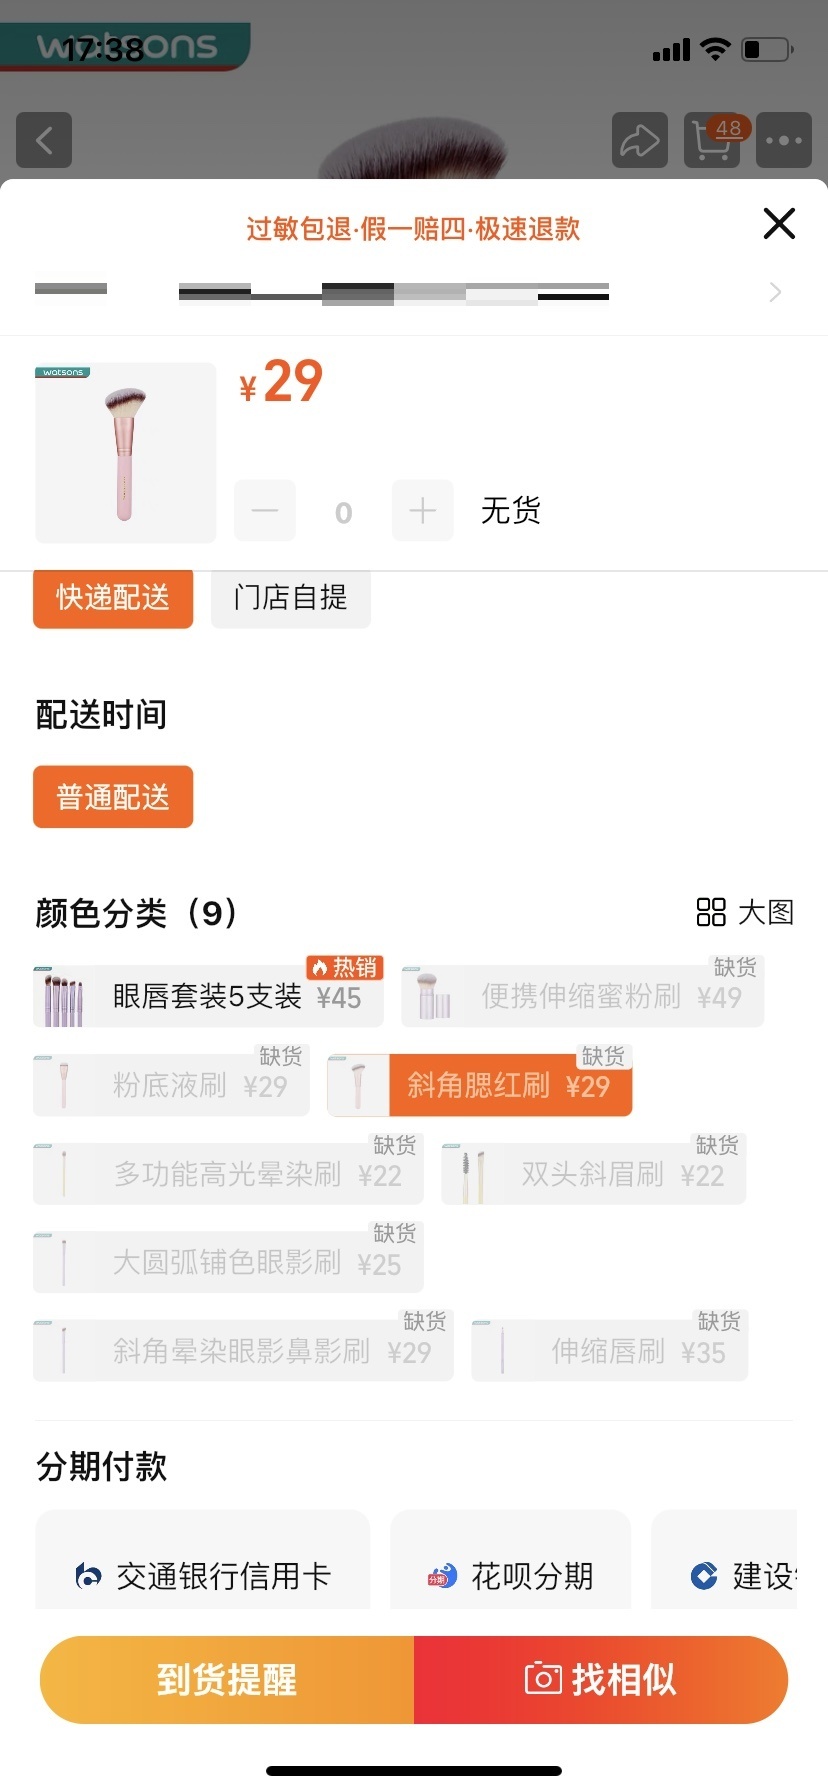 watsons
17:38
48
过敏包退·假一赔四·极速退款
watsons
¥29
0
无货
快递配送
门店自提
配送时间
普通配送
颜色分类（9）
大图
热销
眼唇套装5支装 ¥45
缺货
便携伸缩蜜粉刷 ¥49
缺货
粉底液刷 ¥29
缺货
斜角腮红刷 ¥29
缺货
多功能高光晕染刷 ¥22
缺货
双头斜眉刷 ¥22
缺货
大圆弧铺色眼影刷 ¥25
缺货
斜角晕染眼影鼻影刷 ¥29
缺货
伸缩唇刷 ¥35
分期付款
交通银行信用卡
分期
花呗分期
建设
到货提醒
找相似